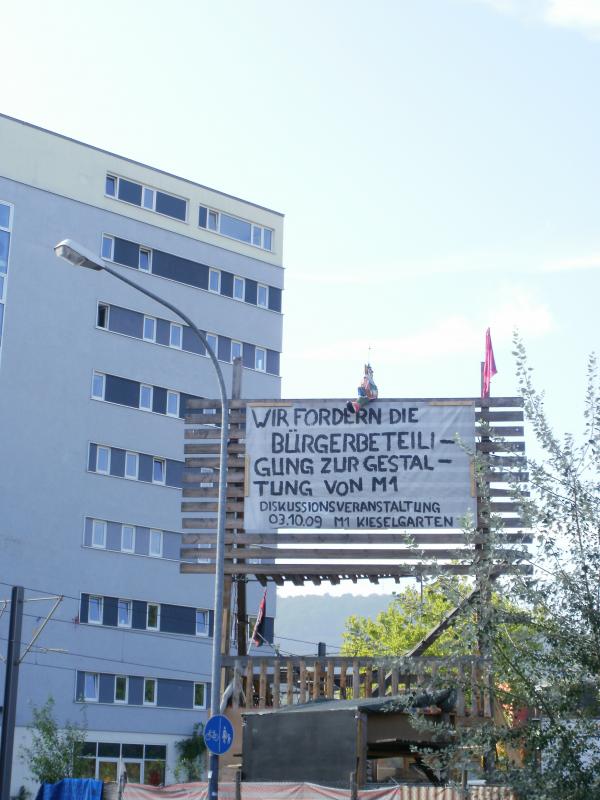 WIR FORDERN DIE
BÜRGERBETEILI-
GUNG ZUR GESTAL-
TUNG VON M1
DISKUSSIONSVERANSTALTUNG
03.10.09 M1 KIESELGARTEN